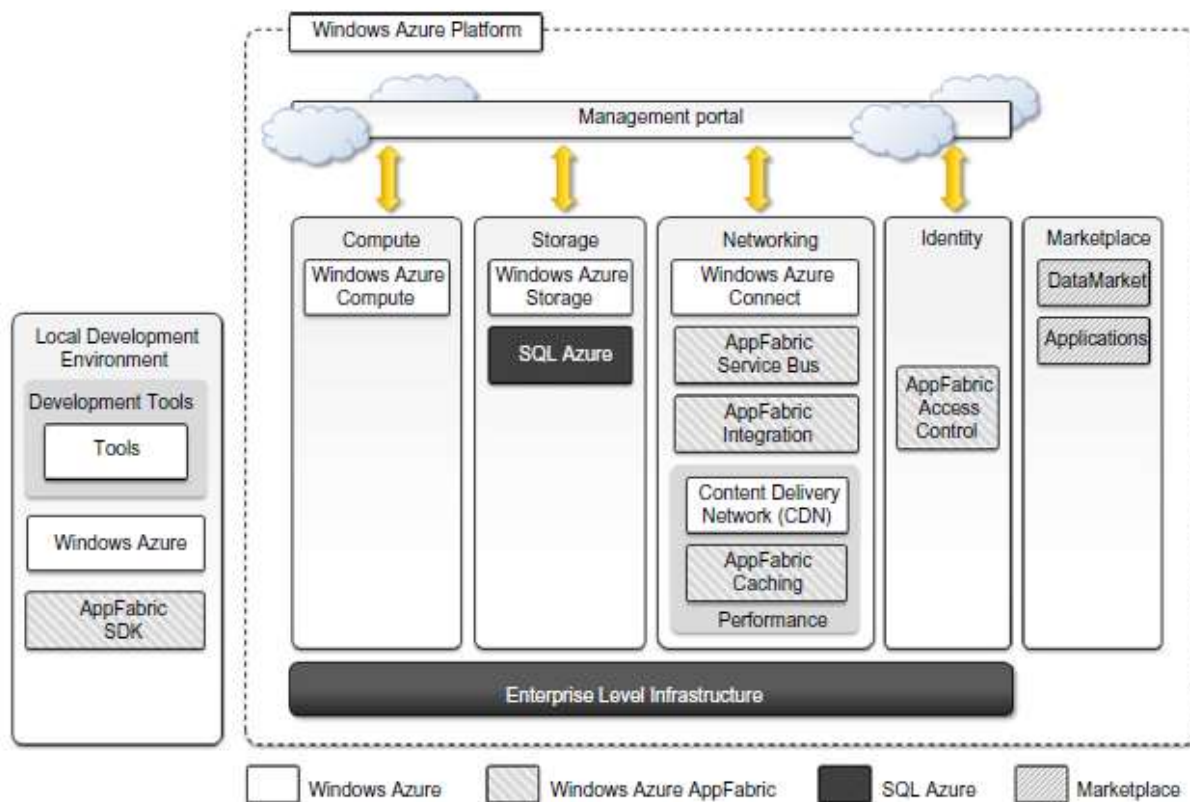 Windows Azure Platform
Management portal
Compute
Windows Azure
Compute
Storage
Windows Azure
Storage
SQL Azure
Networking
Windows Azure
Connect
AppFabric
Service Bus
AppFabric
Integration
Content Delivery
Network (CDN)
AppFabric
Caching
Performance
Identity
AppFabric
Access
Control
Marketplace
DataMarket
Applications
Local Development
Environment
Development Tools
Tools
Windows Azure
AppFabric
SDK
Enterprise Level Infrastructure
Windows Azure
Windows Azure AppFabric
SQL Azure
Marketplace